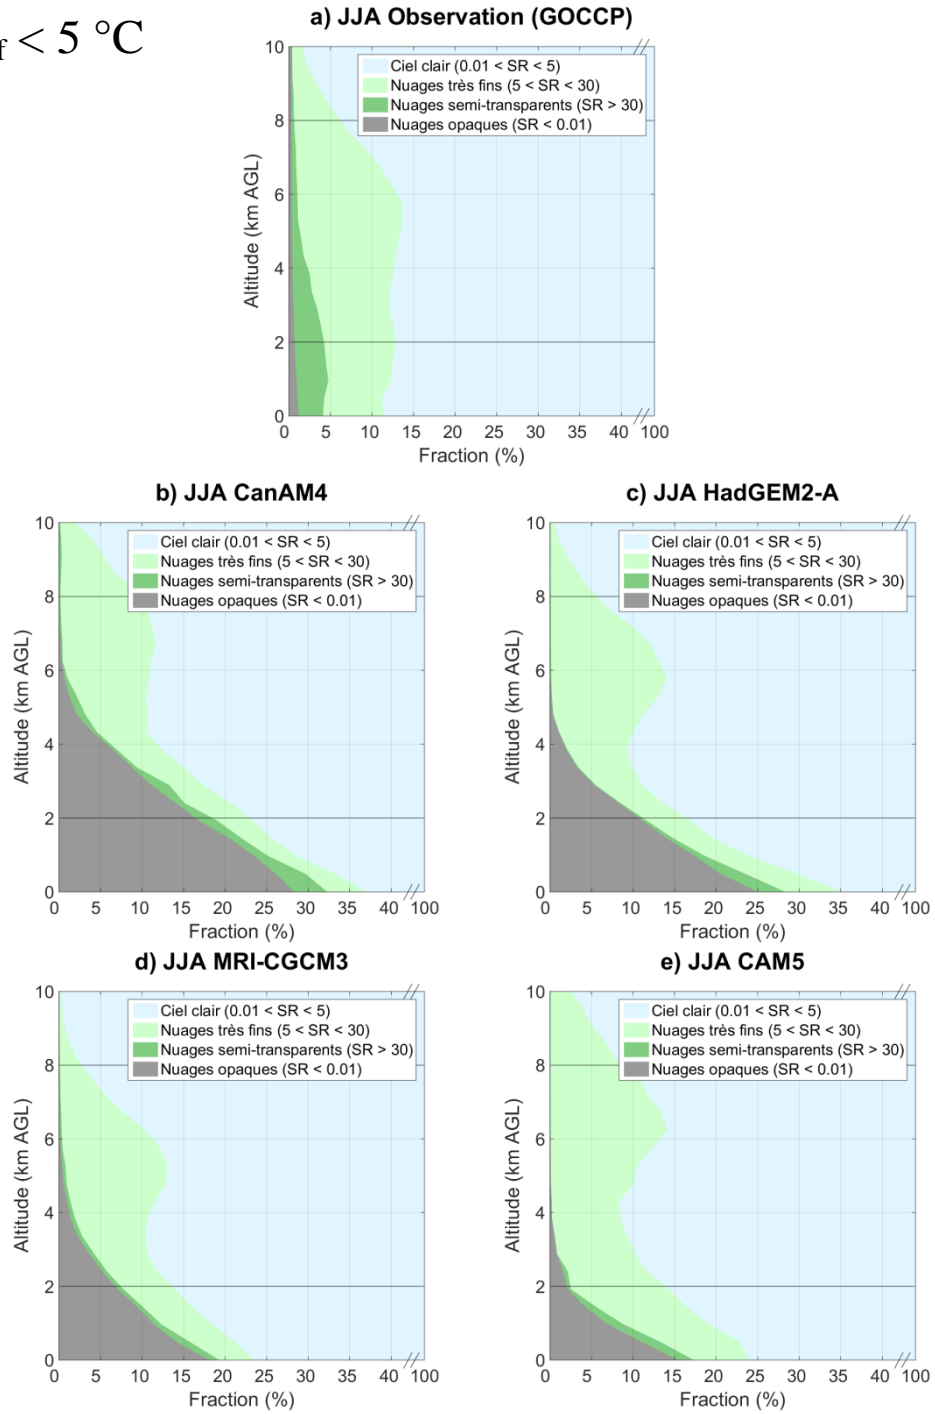 f < 5 °C
a) JJA Observation (GOCCP)
10
8
6
4
2
0
Altitude (km AGL)
Ciel clair (0.01 < SR < 5)
Nuages très fins (5 < SR < 30)
Nuages semi-transparents (SR > 30)
Nuages opaques (SR < 0.01)
0 5 10 15 20 25 30 35 40 100
Fraction (%)
b) JJA CanAM4
10
8
6
4
2
0
Altitude (km AGL)
Ciel clair (0.01 < SR < 5)
Nuages très fins (5 < SR < 30)
Nuages semi-transparents (SR > 30)
Nuages opaques (SR < 0.01)
0 5 10 15 20 25 30 35 40 100
Fraction (%)
c) JJA HadGEM2-A
10
8
6
4
2
0
Altitude (km AGL)
Ciel clair (0.01 < SR < 5)
Nuages très fins (5 < SR < 30)
Nuages semi-transparents (SR > 30)
Nuages opaques (SR < 0.01)
0 5 10 15 20 25 30 35 40 100
Fraction (%)
d) JJA MRI-CGCM3
10
8
6
4
2
0
Altitude (km AGL)
Ciel clair (0.01 < SR < 5)
Nuages très fins (5 < SR < 30)
Nuages semi-transparents (SR > 30)
Nuages opaques (SR < 0.01)
0 5 10 15 20 25 30 35 40 100
Fraction (%)
e) JJA CAM5
10
8
6
4
2
0
Altitude (km AGL)
Ciel clair (0.01 < SR < 5)
Nuages très fins (5 < SR < 30)
Nuages semi-transparents (SR > 30)
Nuages opaques (SR < 0.01)
0 5 10 15 20 25 30 35 40 100
Fraction (%)